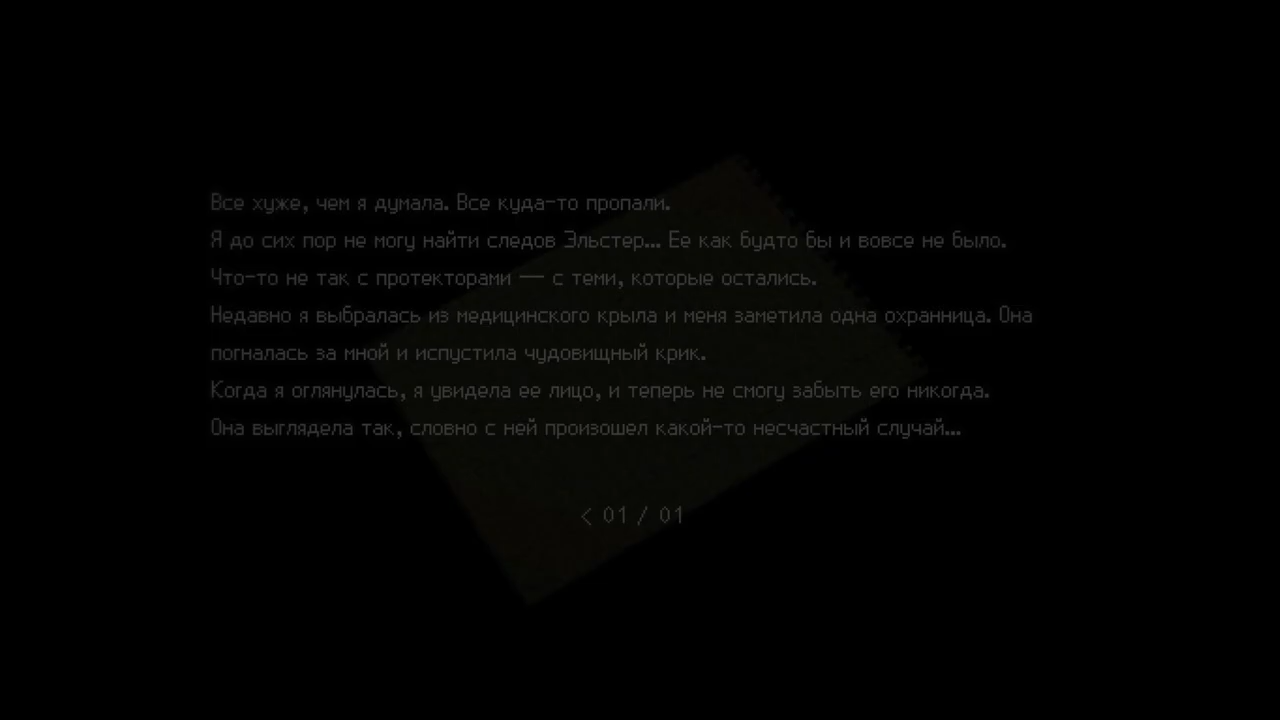 Все хуже, чем я думала. Все куда-то пропали.
Я до сих пор не могу найти следов Эльстер... Ее как будто бы и вовсе не было.
Что-то не так с протекторами — с теми, которые остались.
Недавно я выбралась из медицинского крыла и меня заметила одна охранница. Она
погналась за мной и испустила чудовищный крик.
Когда я оглянулась, я увидела ее лицо, и теперь не смогу забыть его никогда.
Она выглядела так, словно с ней произошел какой-то несчастный случай...
< 01 / 01